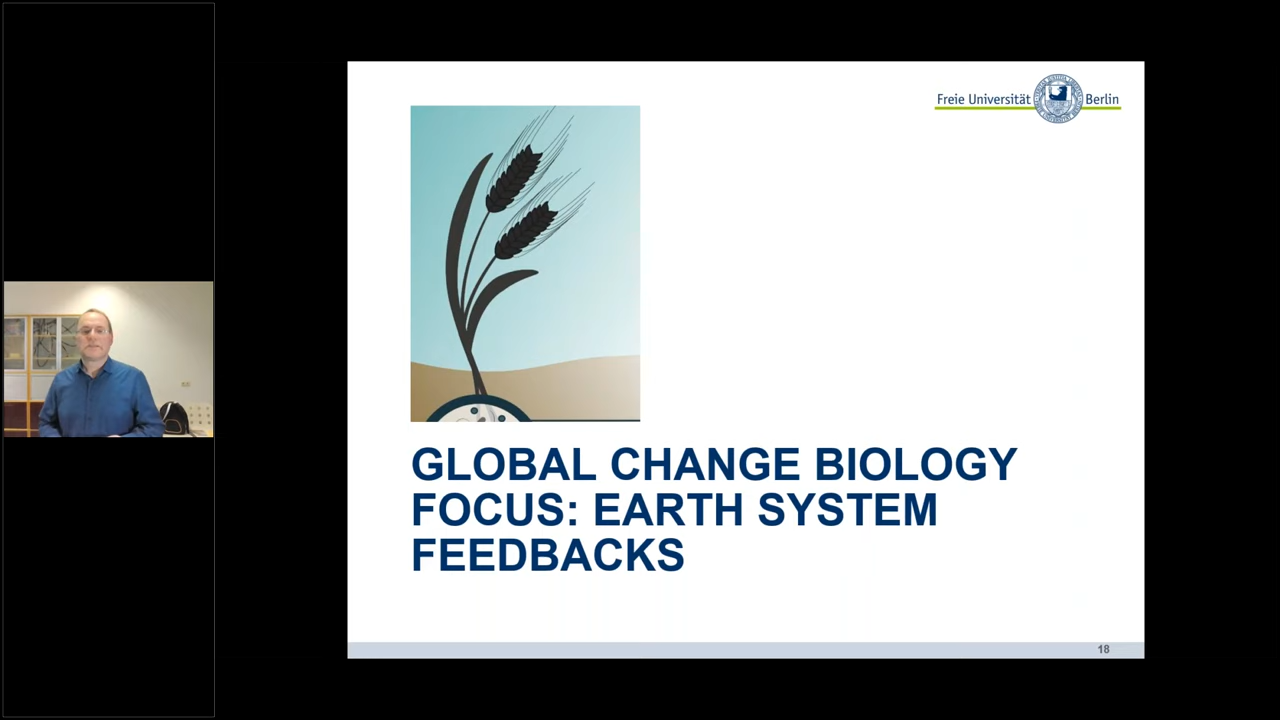 Freie Universität Berlin
GLOBAL CHANGE BIOLOGY
FOCUS: EARTH SYSTEM
FEEDBACKS
18